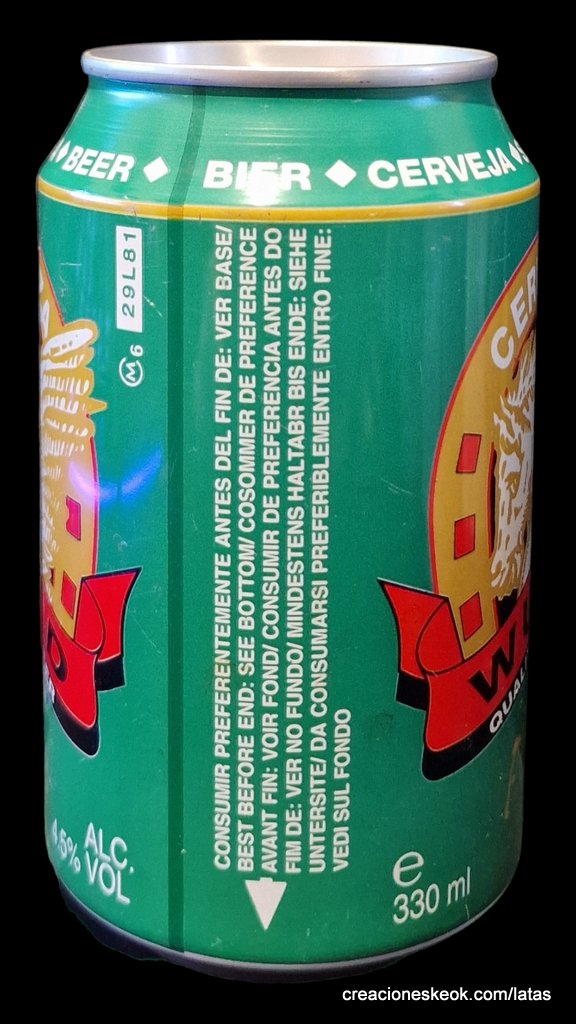 BEER ◆ BIER ◆ CERVEJA ◆
29L81
M 6
CONSUMIR PREFERENTEMENTE ANTES DEL FIN DE: VER BASE/
BEST BEFORE END: SEE BOTTOM/ COSOMMER DE PREFERENCE
AVANT FIN: VOIR FOND/ CONSUMIR DE PREFERENCIA ANTES DO
FIM DE: VER NO FUNDO/ MINDESTENS HALTABR BIS ENDE: SIEHE
UNTERSITE/ DA CONSUMARSI PREFERIBLEMENTE ENTRO FINE:
VEDI SUL FONDO
CER
W
QUAL
D
4,5% ALC.
VOL
e
330 ml
creacioneskeok.com/latas